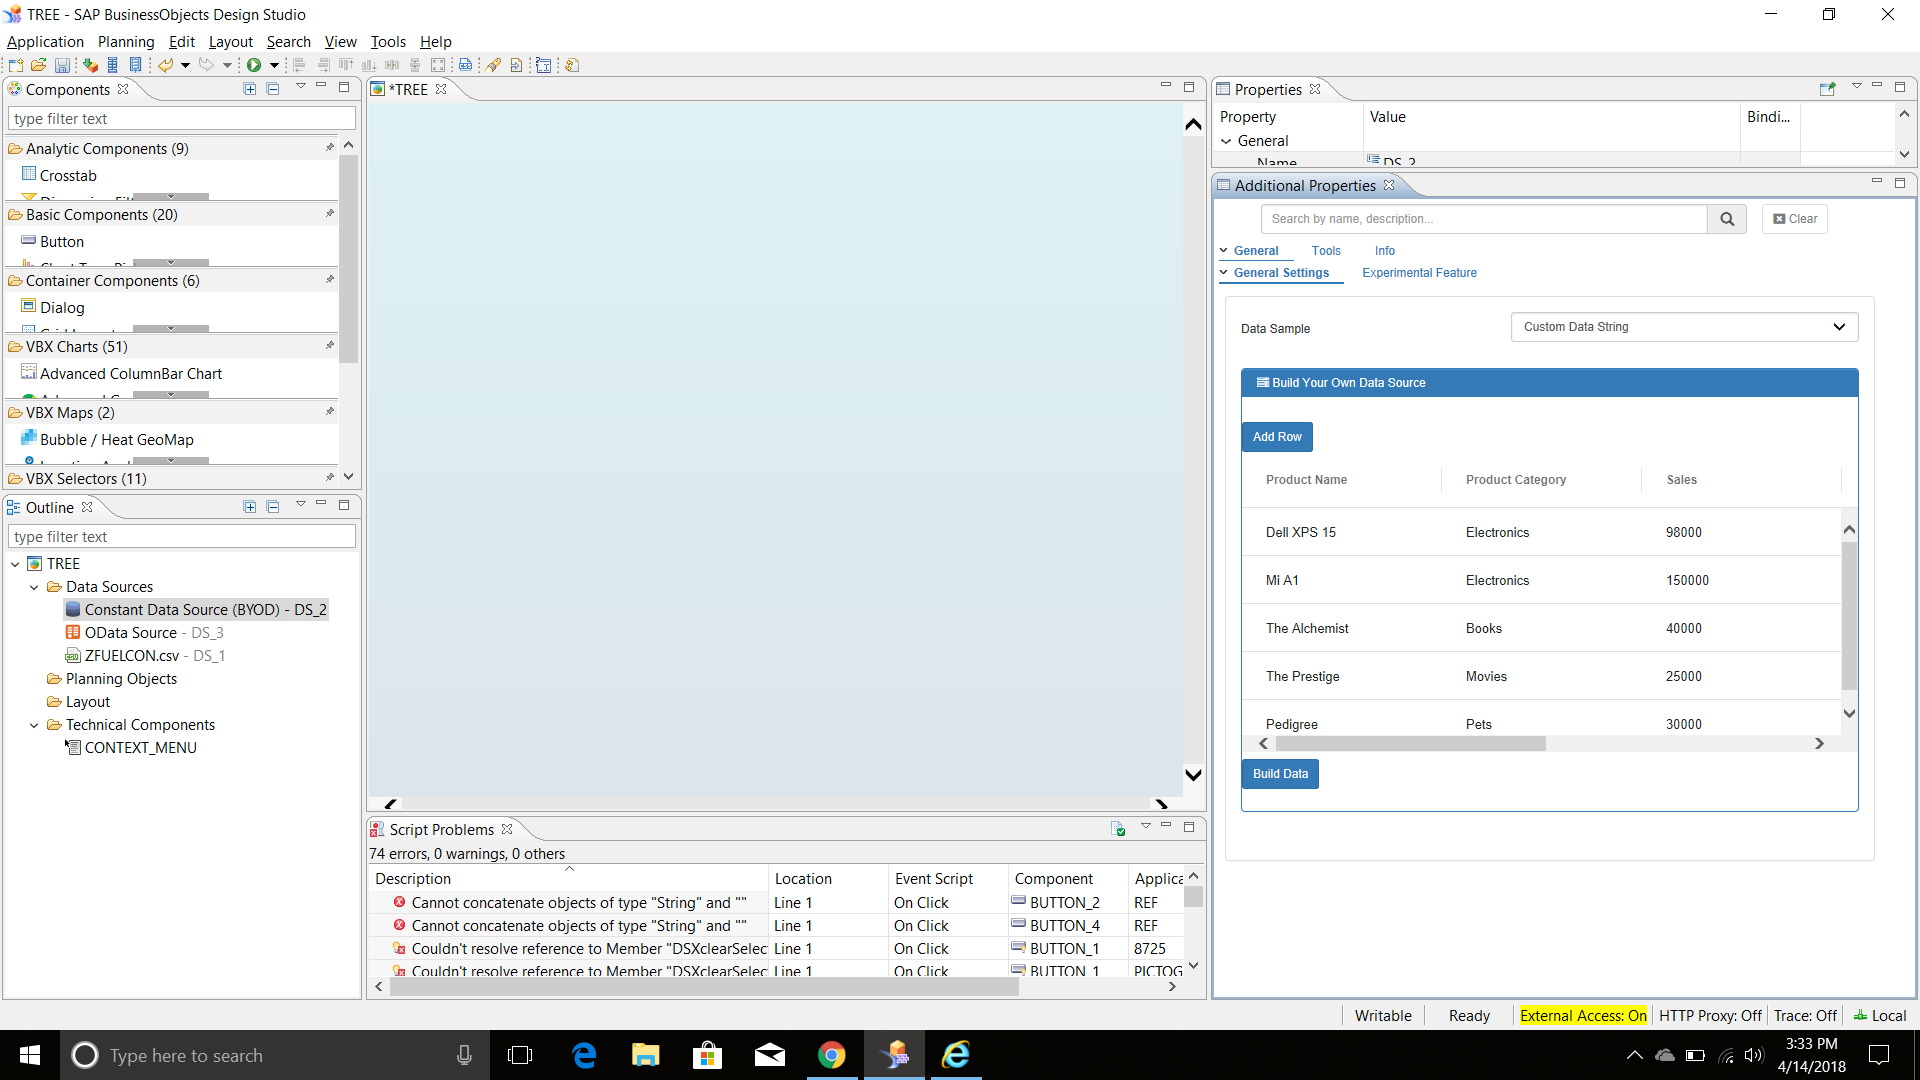 TREE - SAP BusinessObjects Design Studio
Application Planning Edit Layout Search View Tools Help
Components
type filter text
Analytic Components (9)
Crosstab
Basic Components (20)
Button
Container Components (6)
Dialog
VBX Charts (51)
Advanced ColumnBar Chart
VBX Maps (2)
Bubble / Heat GeoMap
VBX Selectors (11)
Outline
type filter text
TREE
Data Sources
Constant Data Source (BYOD) - DS_2
OData Source - DS_3
ZFUELCON.csv - DS_1
Planning Objects
Layout
Technical Components
CONTEXT_MENU
*TREE
Script Problems
74 errors, 0 warnings, 0 others
Description Location Event Script Component Applica
Cannot concatenate objects of type "String" and "" Line 1 On Click BUTTON_2 REF
Cannot concatenate objects of type "String" and "" Line 1 On Click BUTTON_4 REF
Couldn't resolve reference to Member "DSXclearSelec Line 1 On Click BUTTON_1 8725
Couldn't resolve reference to Member "DSXclearSelec Line 1 On Click BUTTON_1 PICTOG
Properties
Property Value Bindi...
General
Name DS_2
Additional Properties
Search by name, description... Clear
General Tools Info
General Settings Experimental Feature
Data Sample Custom Data String
Build Your Own Data Source
Add Row
Product Name Product Category Sales
Dell XPS 15 Electronics 98000
Mi A1 Electronics 150000
The Alchemist Books 40000
The Prestige Movies 25000
Pedigree Pets 30000
Build Data
Writable Ready External Access: On HTTP Proxy: Off Trace: Off Local
Type here to search
3:33 PM
4/14/2018